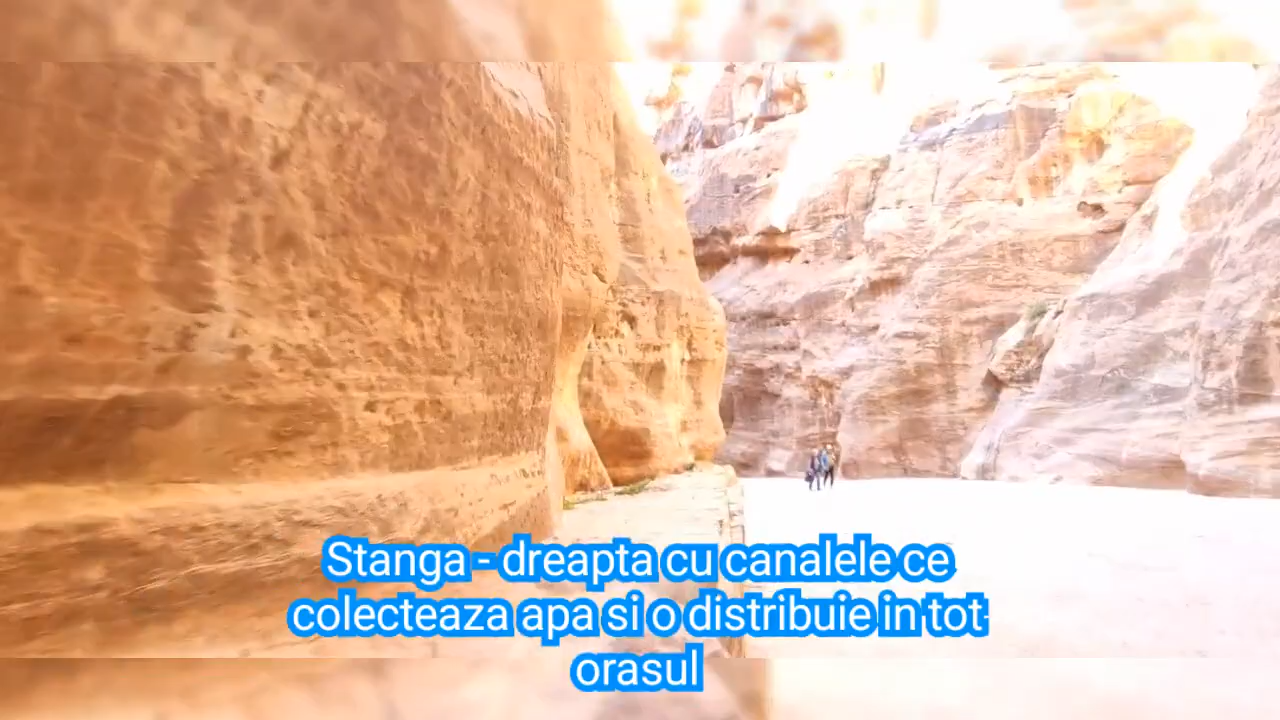 Stanga - dreapta cu canalele ce
colecteaza apa si o distribuie in tot
orasul